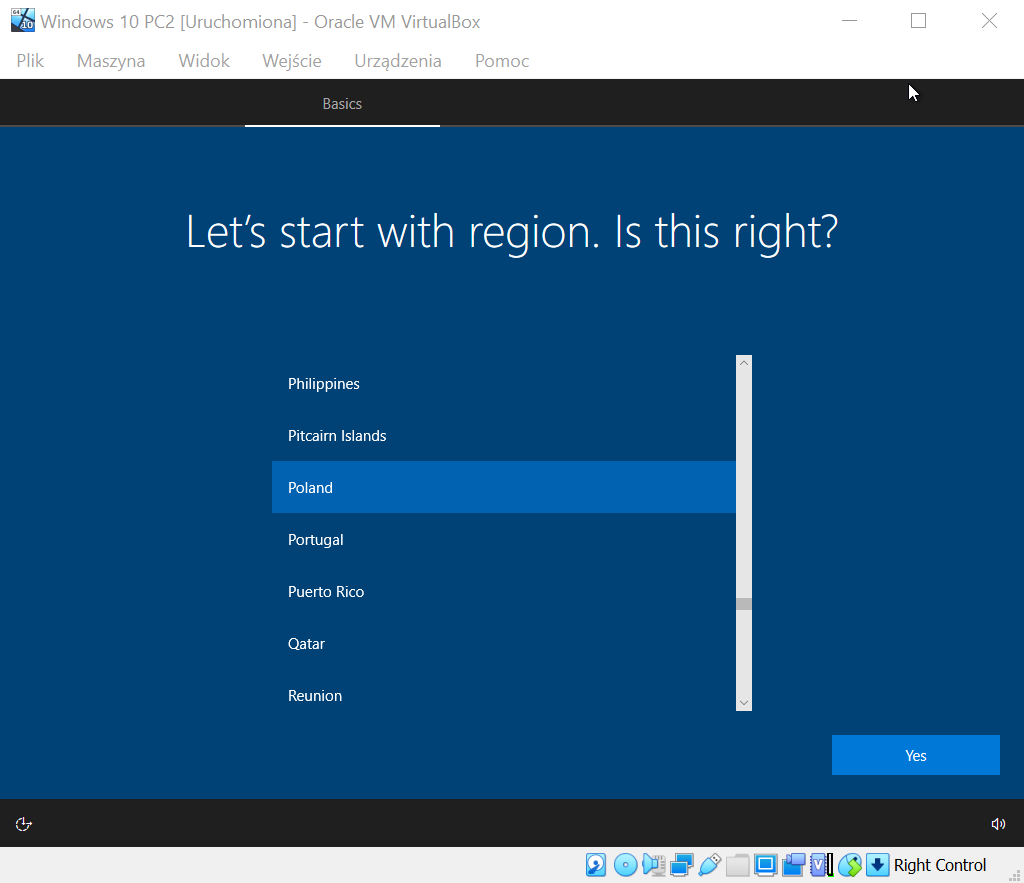 Windows 10 PC2 [Uruchomiona] - Oracle VM VirtualBox
Plik Maszyna Widok Wejście Urządzenia Pomoc
Basics
Let’s start with region. Is this right?
Philippines
Pitcairn Islands
Poland
Portugal
Puerto Rico
Qatar
Reunion
Yes
Right Control